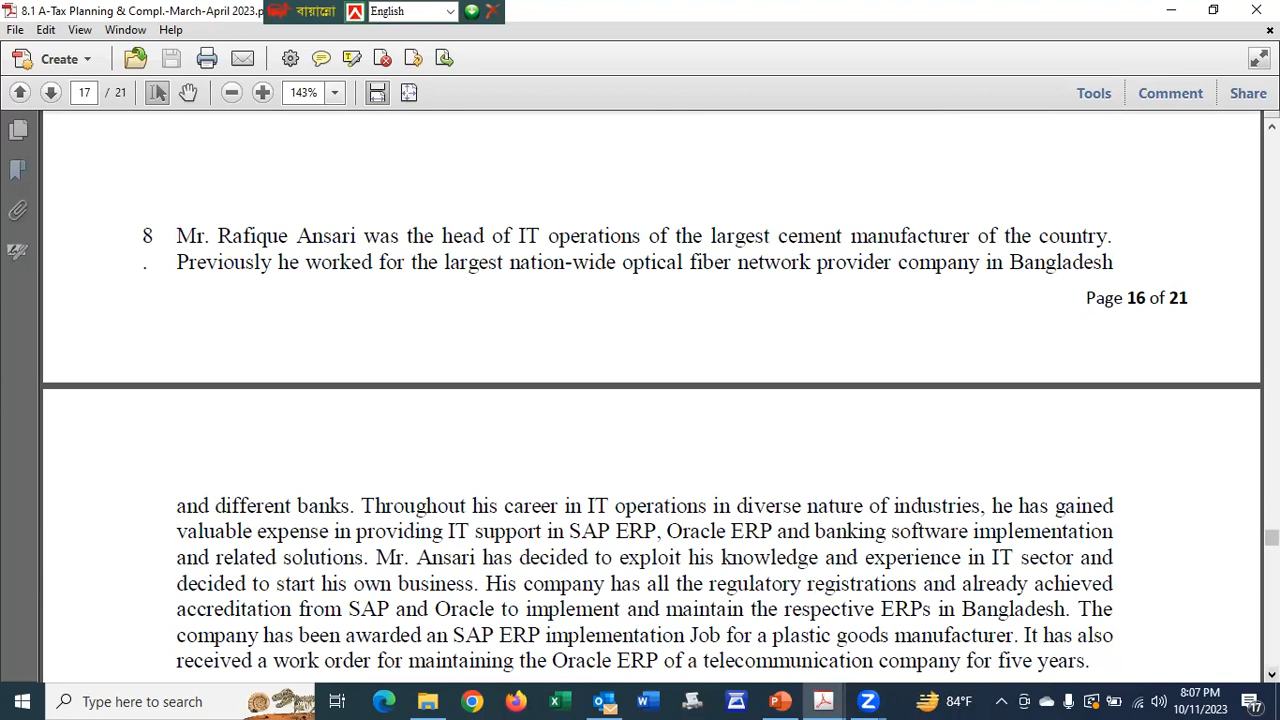 8.1 A-Tax Planning & Compl.-March-April 2023.p
বায়ান্নো
English
File Edit View Window Help
Create
17 / 21
143%
Tools Comment Share
8 Mr. Rafique Ansari was the head of IT operations of the largest cement manufacturer of the country.
. Previously he worked for the largest nation-wide optical fiber network provider company in Bangladesh
Page 16 of 21
and different banks. Throughout his career in IT operations in diverse nature of industries, he has gained
valuable expense in providing IT support in SAP ERP, Oracle ERP and banking software implementation
and related solutions. Mr. Ansari has decided to exploit his knowledge and experience in IT sector and
decided to start his own business. His company has all the regulatory registrations and already achieved
accreditation from SAP and Oracle to implement and maintain the respective ERPs in Bangladesh. The
company has been awarded an SAP ERP implementation Job for a plastic goods manufacturer. It has also
received a work order for maintaining the Oracle ERP of a telecommunication company for five years.
Type here to search
84°F
8:07 PM
10/11/2023
17